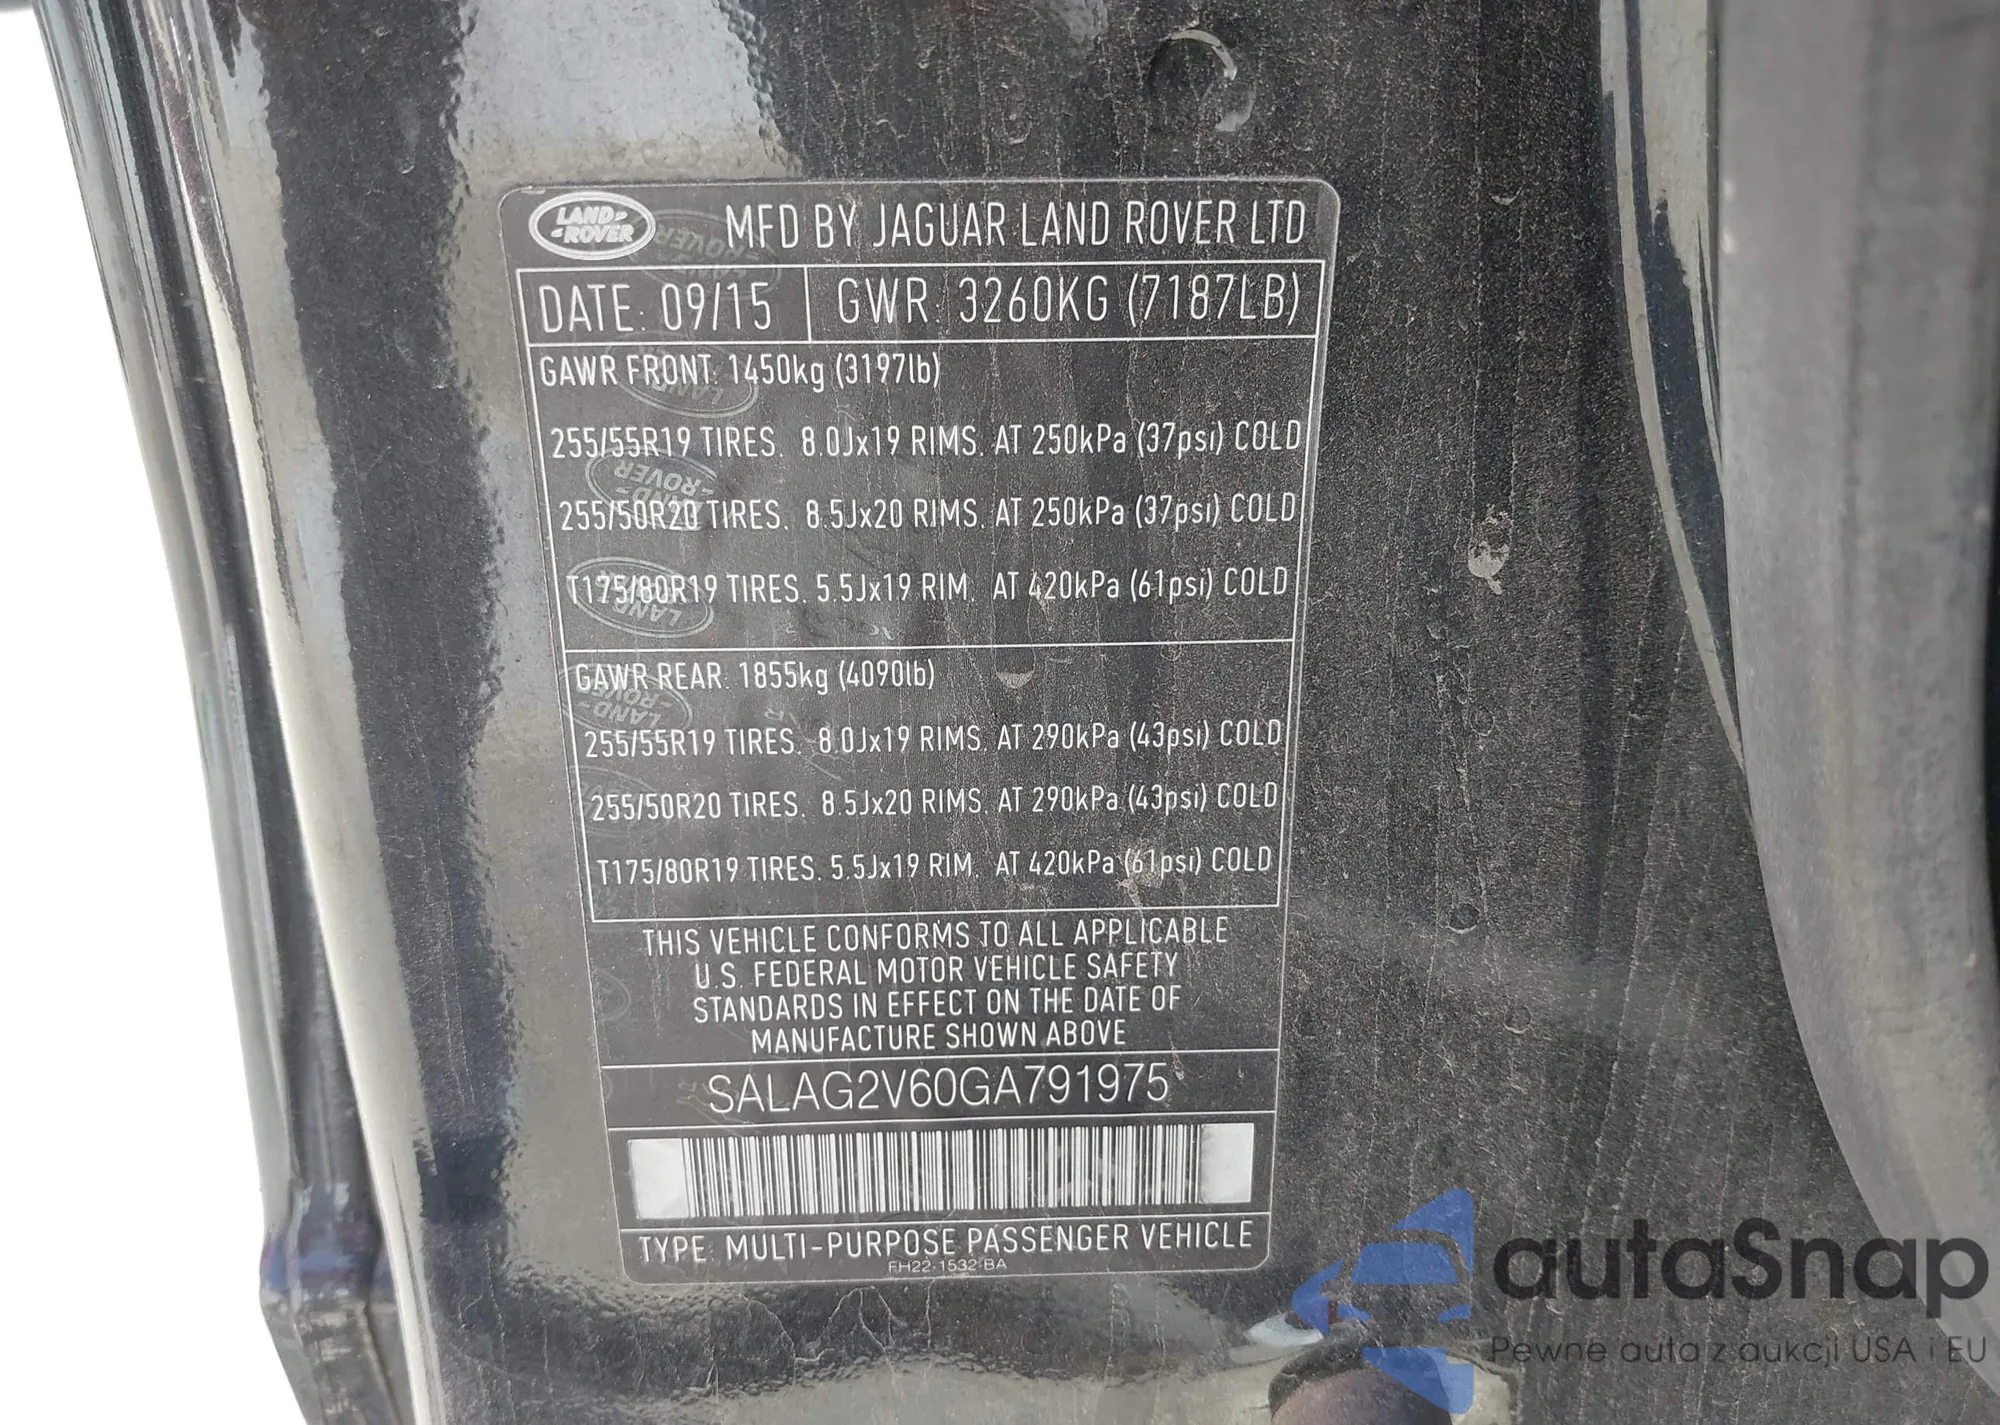 LAND-
-ROVER
MFD BY JAGUAR LAND ROVER LTD
DATE: 09/15 GWR: 3260KG (7187LB)
GAWR FRONT: 1450kg (3197lb)
255/55R19 TIRES. 8.0Jx19 RIMS. AT 250kPa (37psi) COLD
255/50R20 TIRES. 8.5Jx20 RIMS. AT 250kPa (37psi) COLD
T175/80R19 TIRES. 5.5Jx19 RIM. AT 420kPa (61psi) COLD
GAWR REAR: 1855kg (4090lb)
255/55R19 TIRES. 8.0Jx19 RIMS. AT 290kPa (43psi) COLD
255/50R20 TIRES. 8.5Jx20 RIMS. AT 290kPa (43psi) COLD
T175/80R19 TIRES. 5.5Jx19 RIM. AT 420kPa (61psi) COLD
THIS VEHICLE CONFORMS TO ALL APPLICABLE
U.S. FEDERAL MOTOR VEHICLE SAFETY
STANDARDS IN EFFECT ON THE DATE OF
MANUFACTURE SHOWN ABOVE
SALAG2V60GA791975
TYPE: MULTI-PURPOSE PASSENGER VEHICLE
FH22-1532-BA
autaSnap
Pewne auta z aukcji USA i EU